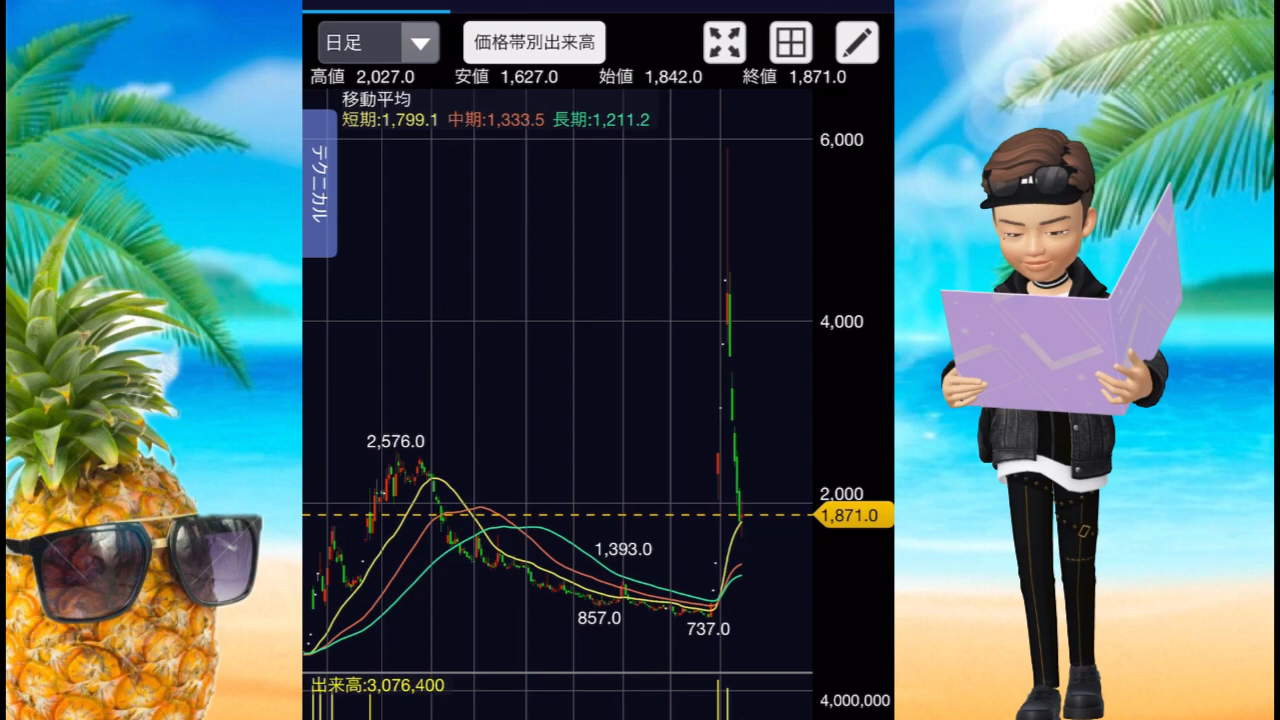 日足
価格帯別出来高
高値 2,027.0 安値 1,627.0 始値 1,842.0 終値 1,871.0
移動平均
短期:1,799.1 中期:1,333.5 長期:1,211.2
テクニカル
6,000
4,000
2,576.0
2,000
1,871.0
1,393.0
857.0
737.0
出来高:3,076,400
4,000,000